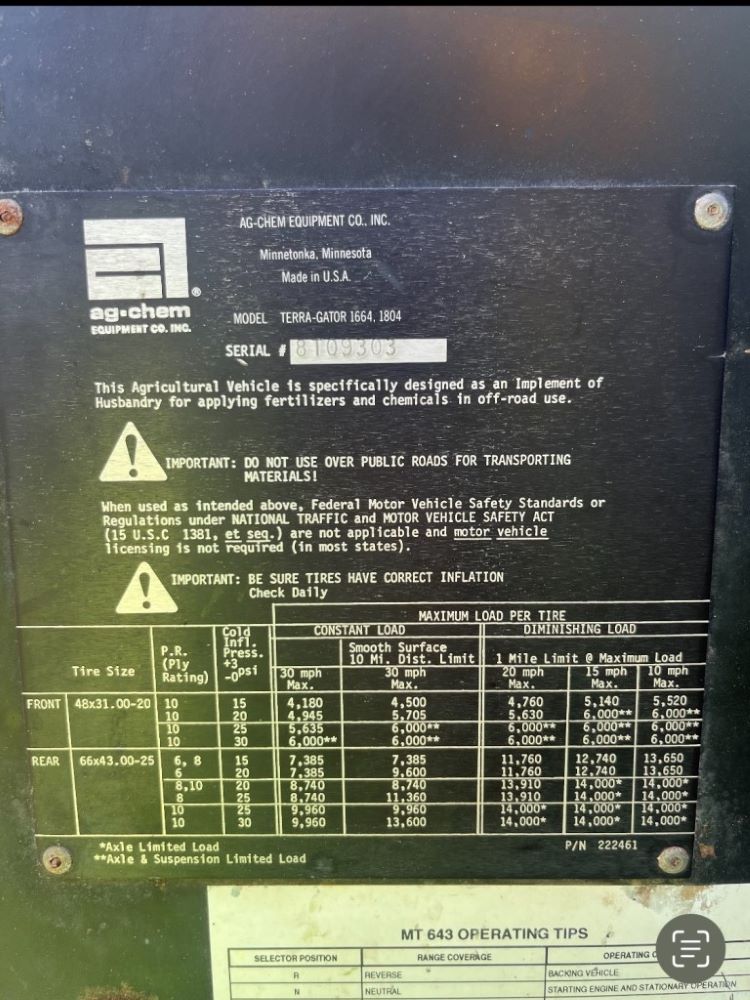 AG-CHEM EQUIPMENT CO., INC.
Minnetonka, Minnesota
Made in U.S.A.
ag•chem ®
EQUIPMENT CO. INC.
MODEL TERRA-GATOR 1664, 1804
SERIAL # 8109303
This Agricultural Vehicle is specifically designed as an Implement of
Husbandry for applying fertilizers and chemicals in off-road use.
! IMPORTANT: DO NOT USE OVER PUBLIC ROADS FOR TRANSPORTING
MATERIALS!
When used as intended above, Federal Motor Vehicle Safety Standards or
Regulations under NATIONAL TRAFFIC and MOTOR VEHICLE SAFETY ACT
(15 U.S.C 1381, et seq.) are not applicable and motor vehicle
licensing is not required (in most states).
! IMPORTANT: BE SURE TIRES HAVE CORRECT INFLATION
Check Daily
MAXIMUM LOAD PER TIRE
CONSTANT LOAD DIMINISHING LOAD
Tire Size
P.R.
(Ply
Rating)
Cold
Infl.
Press.
+3
-0psi
30 mph
Max.
Smooth Surface
10 Mi. Dist. Limit
30 mph
Max.
1 Mile Limit @ Maximum Load
20 mph 15 mph 10 mph
Max. Max. Max.
FRONT 48x31.00-20 10 15 4,180 4,500 4,760 5,140 5,520
10 20 4,945 5,705 5,630 6,000** 6,000**
10 25 5,635 6,000** 6,000** 6,000** 6,000**
10 30 6,000** 6,000** 6,000** 6,000** 6,000**
REAR 66x43.00-25 6, 8 15 7,385 7,385 11,760 12,740 13,650
6 20 7,385 9,600 11,760 12,740 13,650
8,10 20 8,740 8,740 13,910 14,000* 14,000*
8 25 8,740 11,360 13,910 14,000* 14,000*
10 25 9,960 9,960 14,000* 14,000* 14,000*
10 30 9,960 13,600 14,000* 14,000* 14,000*
*Axle Limited Load
**Axle & Suspension Limited Load
P/N 222461
MT 643 OPERATING TIPS
SELECTOR POSITION RANGE COVERAGE OPERATING
R REVERSE BACKING VEHICLE
N NEUTRAL STARTING ENGINE AND STATIONARY OPERATION